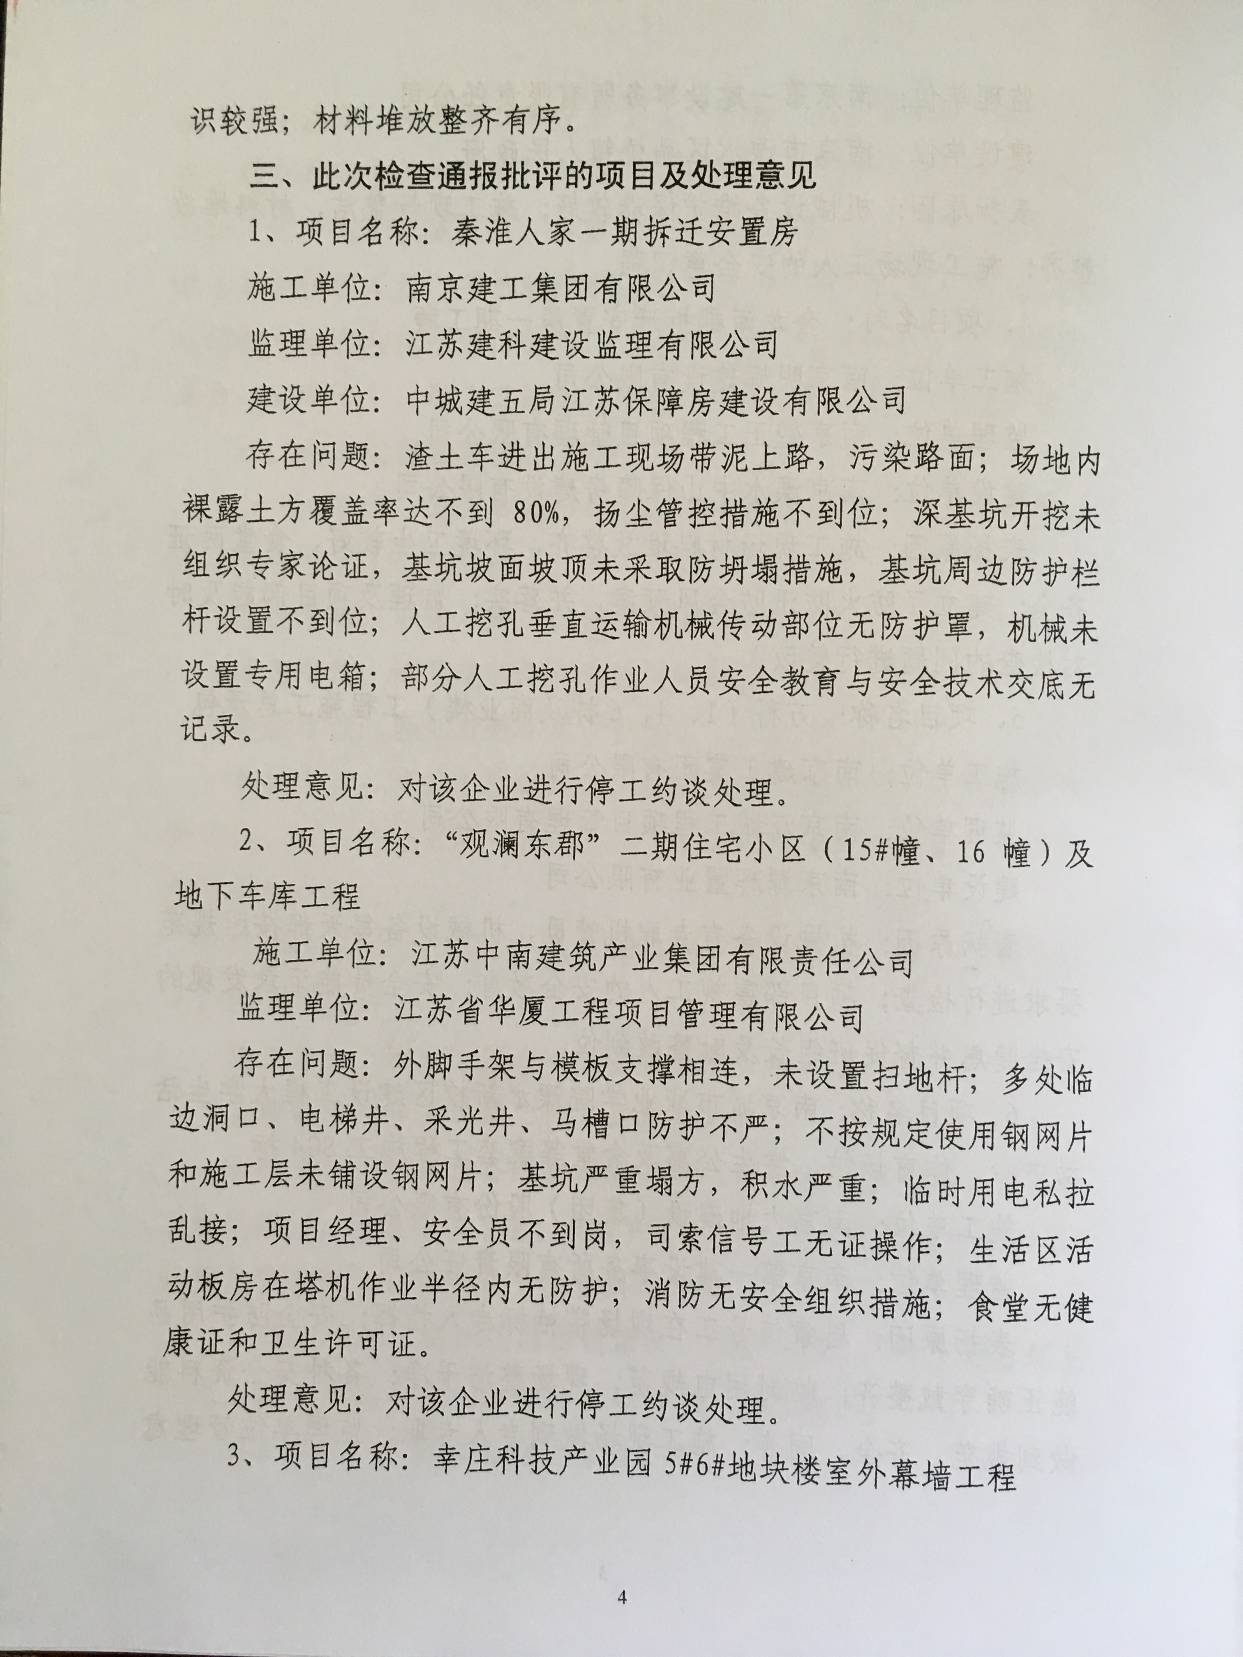 识较强；材料堆放整齐有序。
三、此次检查通报批评的项目及处理意见
1、项目名称：秦淮人家一期拆迁安置房
施工单位：南京建工集团有限公司
监理单位：江苏建科建设监理有限公司
建设单位：中城建五局江苏保障房建设有限公司
存在问题：渣土车进出施工现场带泥上路，污染路面；场地内
裸露土方覆盖率达不到 80%，扬尘管控措施不到位；深基坑开挖未
组织专家论证，基坑坡面坡顶未采取防坍塌措施，基坑周边防护栏
杆设置不到位；人工挖孔垂直运输机械传动部位无防护罩，机械未
设置专用电箱；部分人工挖孔作业人员安全教育与安全技术交底无
记录。
处理意见：对该企业进行停工约谈处理。
2、项目名称：“观澜东郡”二期住宅小区（15#幢、16 幢）及
地下车库工程
施工单位：江苏中南建筑产业集团有限责任公司
监理单位：江苏省华厦工程项目管理有限公司
存在问题：外脚手架与模板支撑相连，未设置扫地杆；多处临
边洞口、电梯井、采光井、马槽口防护不严；不按规定使用钢网片
和施工层未铺设钢网片；基坑严重塌方，积水严重；临时用电私拉
乱接；项目经理、安全员不到岗，司索信号工无证操作；生活区活
动板房在塔机作业半径内无防护；消防无安全组织措施；食堂无健
康证和卫生许可证。
处理意见：对该企业进行停工约谈处理。
3、项目名称：幸庄科技产业园 5#6#地块楼室外幕墙工程
4